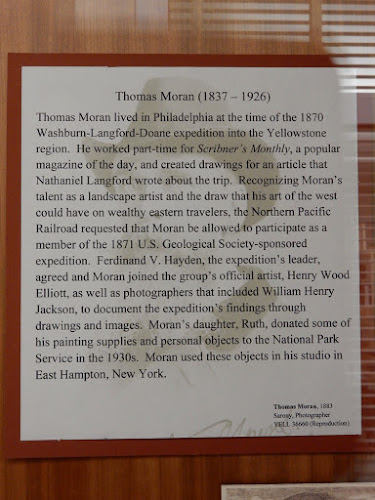 Thomas Moran (1837 – 1926)
Thomas Moran lived in Philadelphia at the time of the 1870
Washburn-Langford-Doane expedition into the Yellowstone
region. He worked part-time for Scribner's Monthly, a popular
magazine of the day, and created drawings for an article that
Nathaniel Langford wrote about the trip. Recognizing Moran's
talent as a landscape artist and the draw that his art of the west
could have on wealthy eastern travelers, the Northern Pacific
Railroad requested that Moran be allowed to participate as a
member of the 1871 U.S. Geological Society-sponsored
expedition. Ferdinand V. Hayden, the expedition's leader,
agreed and Moran joined the group's official artist, Henry Wood
Elliott, as well as photographers that included William Henry
Jackson, to document the expedition's findings through
drawings and images. Moran's daughter, Ruth, donated some of
his painting supplies and personal objects to the National Park
Service in the 1930s. Moran used these objects in his studio in
East Hampton, New York.
Thomas Moran, 1883
Sarony, Photographer
YELL 36660 (Reproduction)